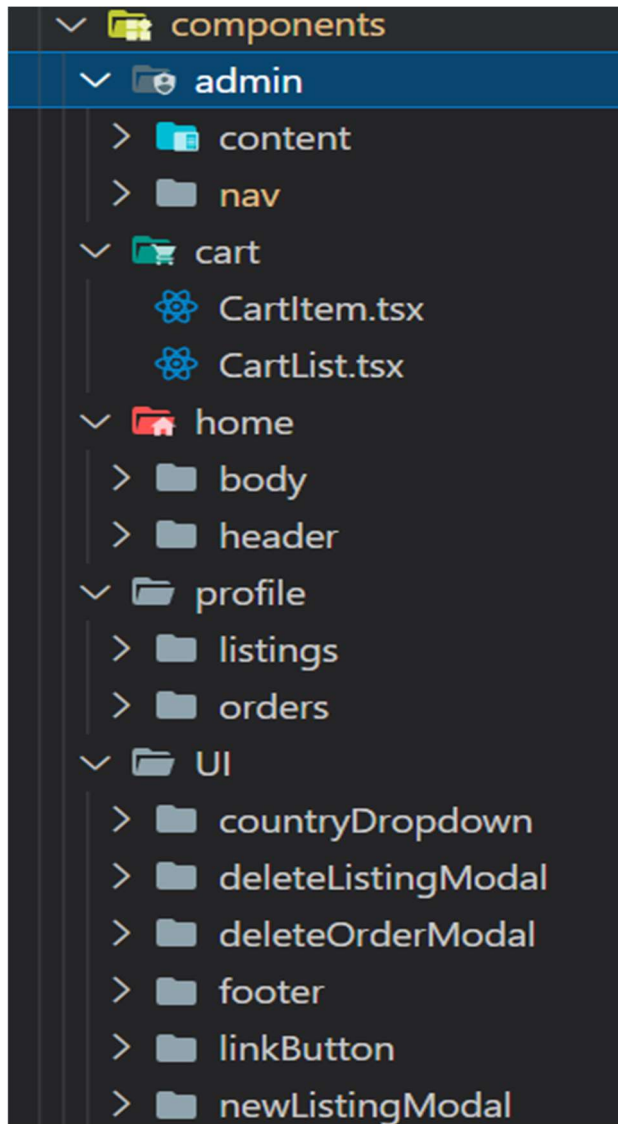 components
admin
content
nav
cart
CartItem.tsx
CartList.tsx
home
body
header
profile
listings
orders
UI
countryDropdown
deleteListingModal
deleteOrderModal
footer
linkButton
newListingModal